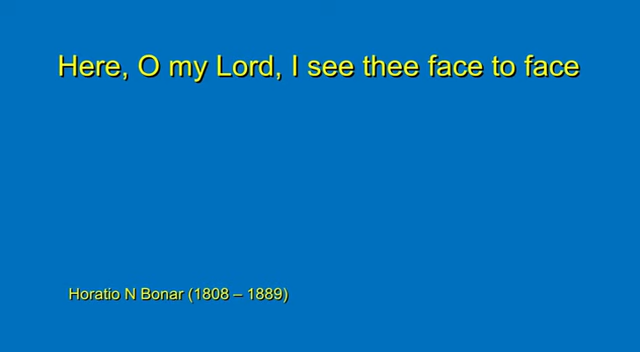 Here, O my Lord, I see thee face to face
Horatio N Bonar (1808 – 1889)